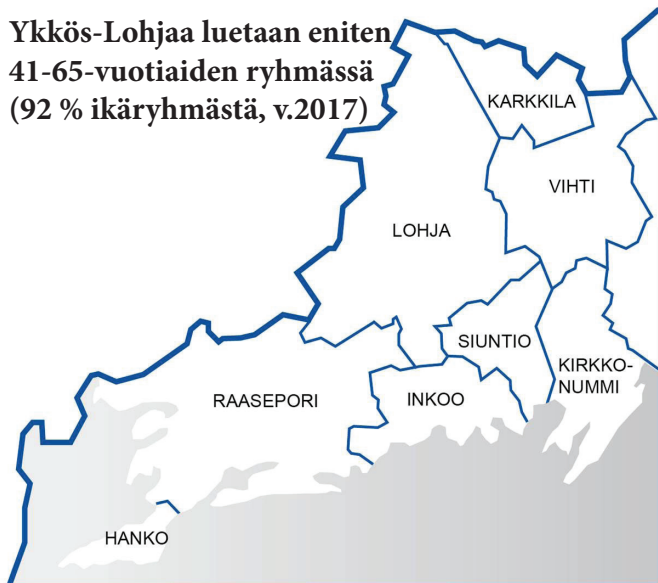 Ykkös-Lohjaa luetaan eniten
41-65-vuotiaiden ryhmässä
(92 % ikäryhmästä, v.2017)
KARKKILA
VIHTI
LOHJA
SIUNTIO
KIRKKO-
NUMMI
RAASEPORI
INKOO
HANKO